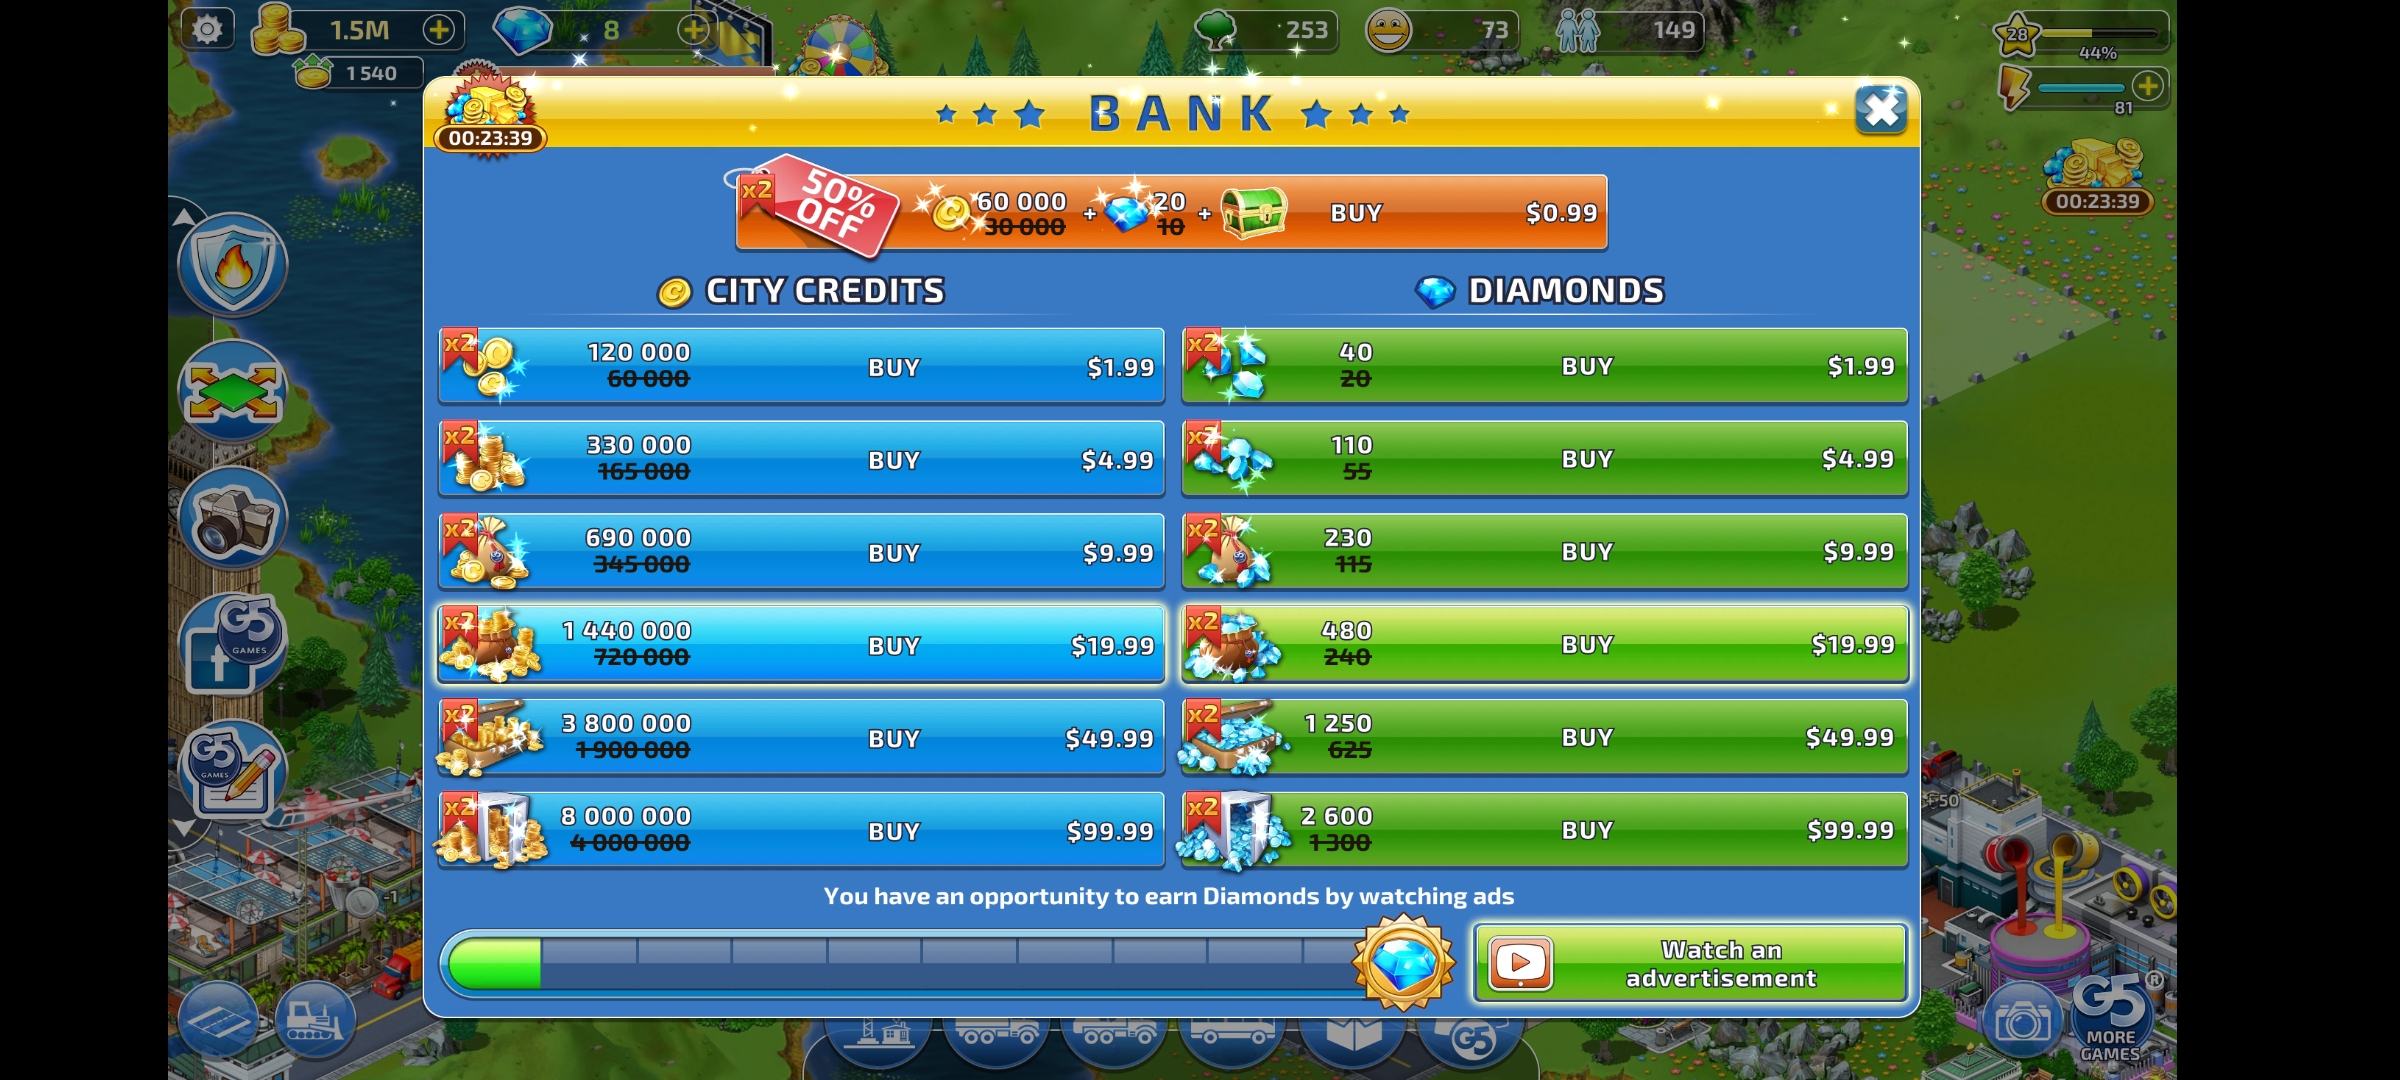 1.5M
8
253
73
149
28
44%
1 540
81
00:23:39
BANK
00:23:39
x2
50%
OFF
60 000
30 000
+
20
10
+
BUY
$0.99
CITY CREDITS
DIAMONDS
x2
120 000
60 000
BUY
$1.99
x2
40
20
BUY
$1.99
x2
330 000
165 000
BUY
$4.99
x2
110
55
BUY
$4.99
x2
690 000
345 000
BUY
$9.99
x2
230
115
BUY
$9.99
x2
1 440 000
720 000
BUY
$19.99
x2
480
240
BUY
$19.99
x2
3 800 000
1 900 000
BUY
$49.99
x2
1 250
625
BUY
$49.99
x2
8 000 000
4 000 000
BUY
$99.99
x2
2 600
1 300
BUY
$99.99
You have an opportunity to earn Diamonds by watching ads
Watch an
advertisement
G5
GAMES
f
G5
GAMES
-1
G5
G5®
MORE
GAMES